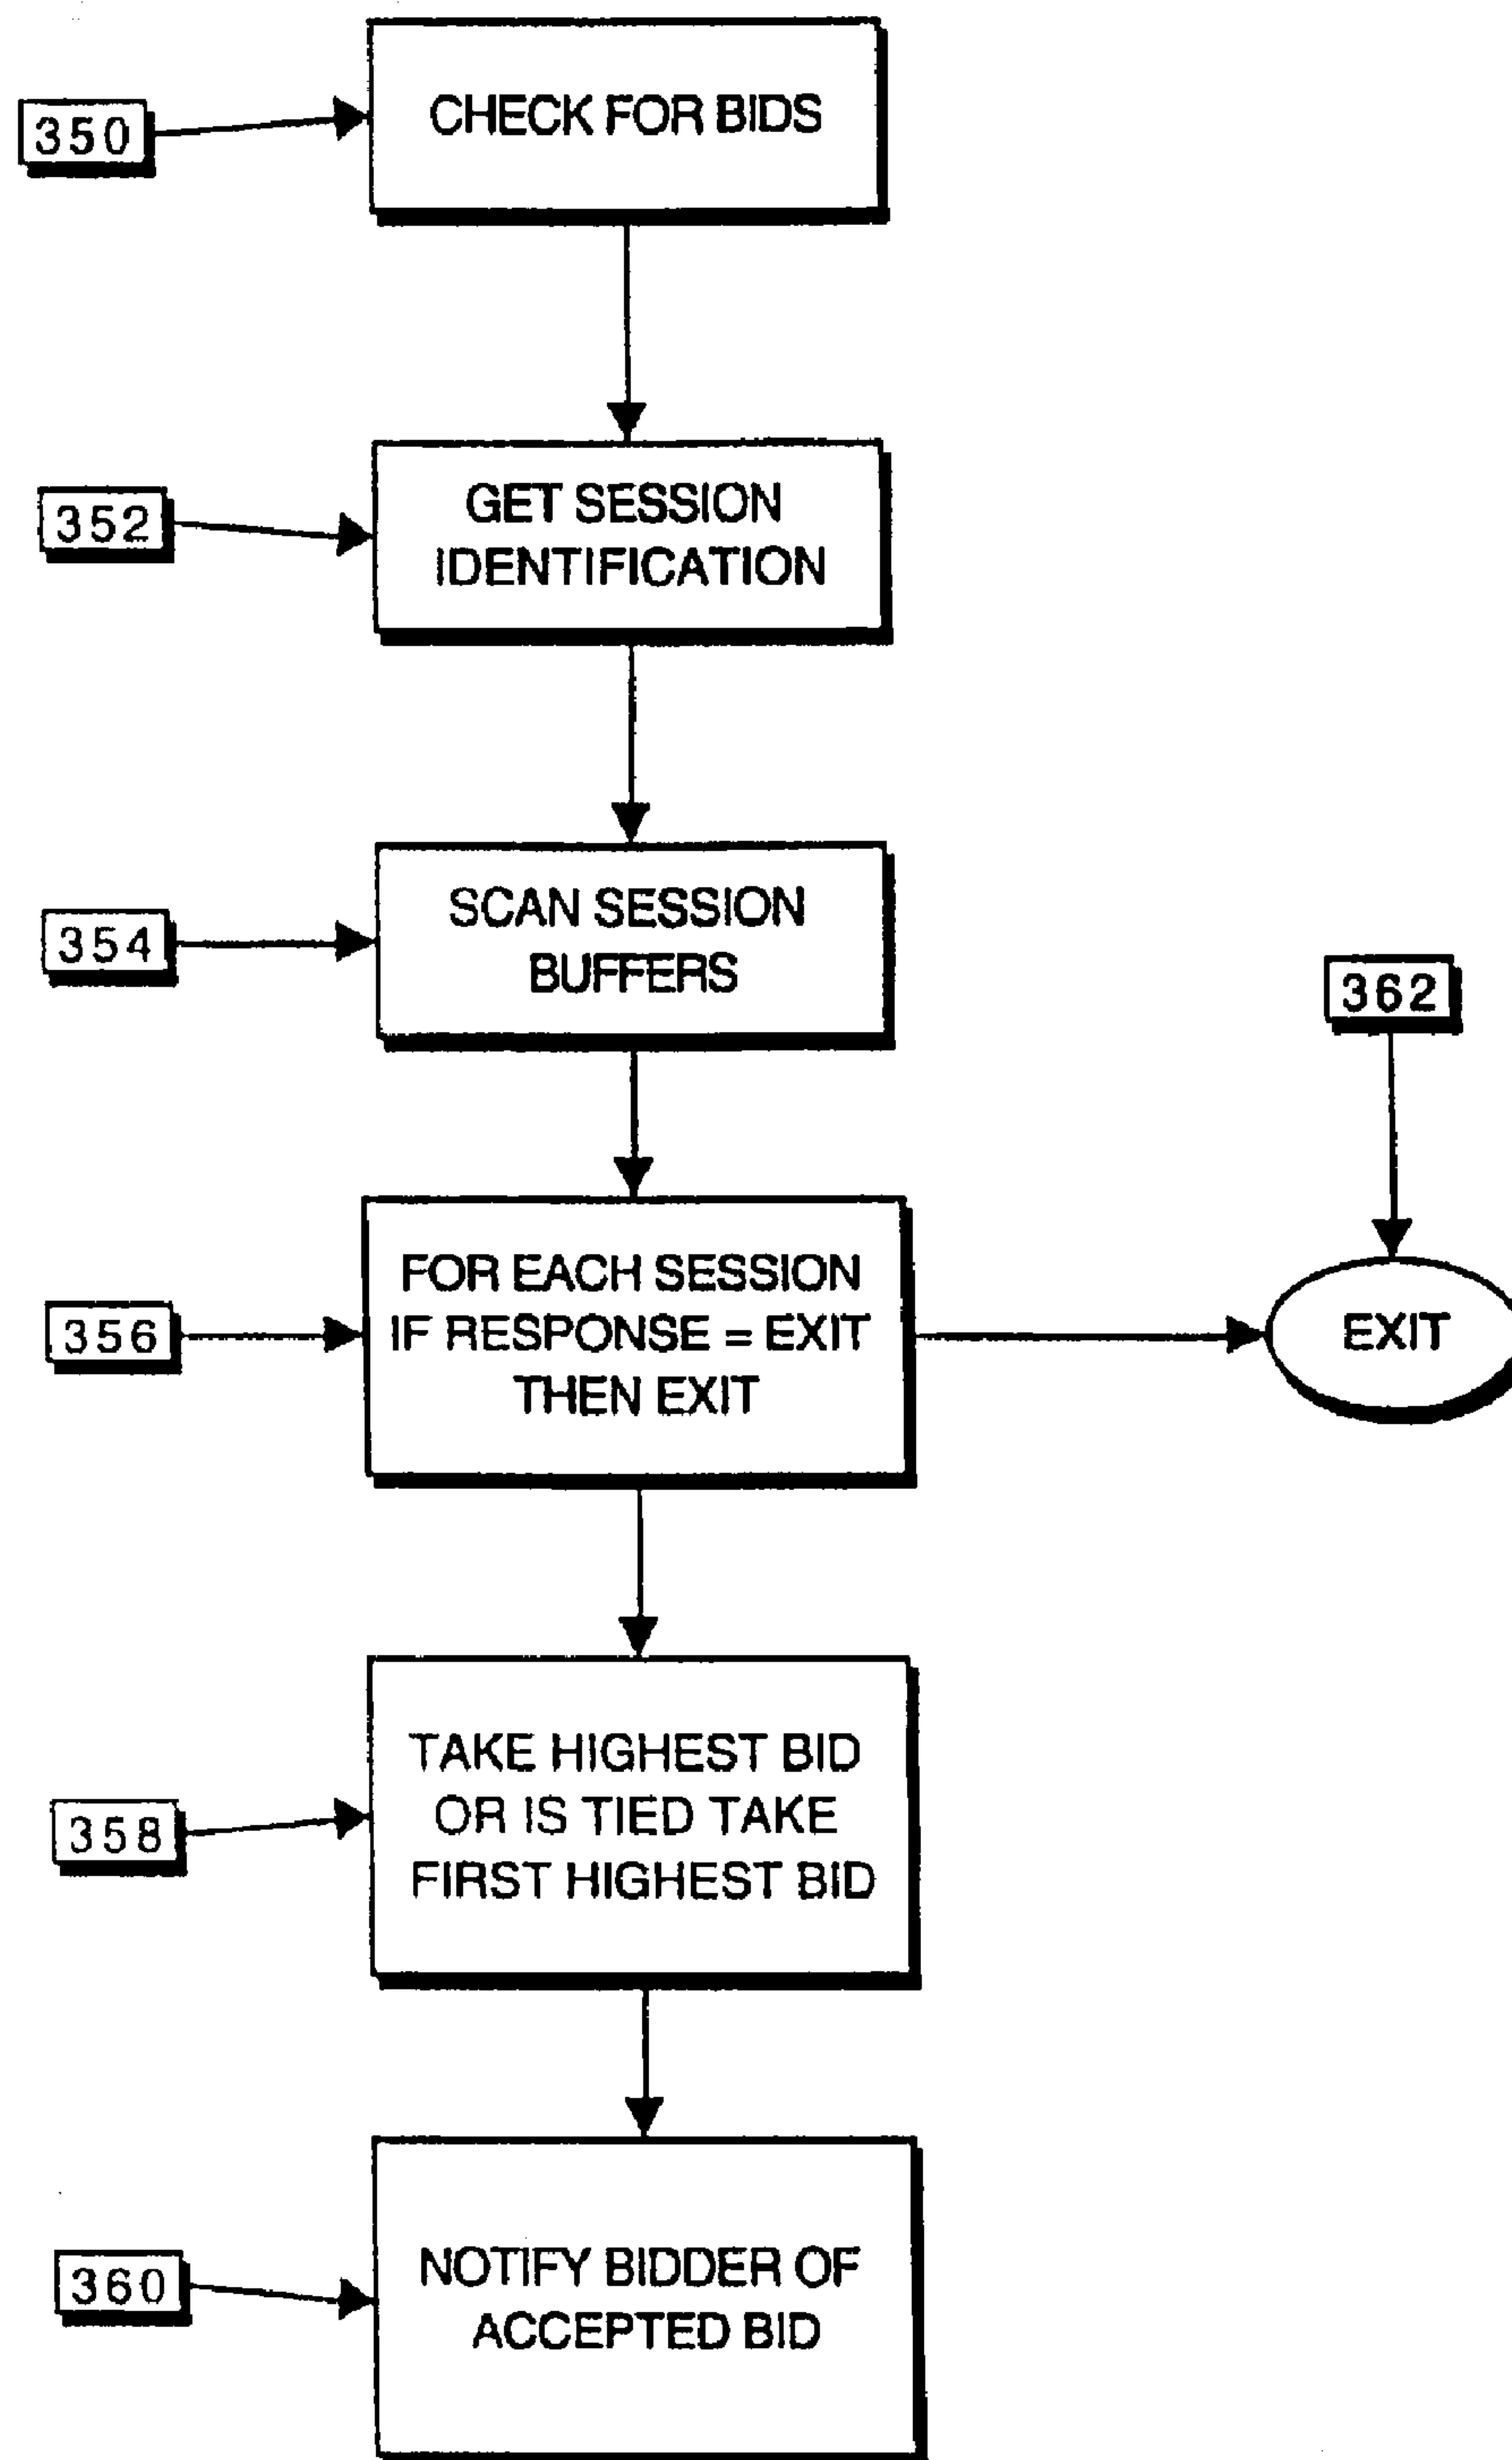 350
CHECK FOR BIDS
352
GET SESSION
IDENTIFICATION
354
SCAN SESSION
BUFFERS
362
356
FOR EACH SESSION
IF RESPONSE = EXIT
THEN EXIT
EXIT
358
TAKE HIGHEST BID
OR IS TIED TAKE
FIRST HIGHEST BID
360
NOTIFY BIDDER OF
ACCEPTED BID